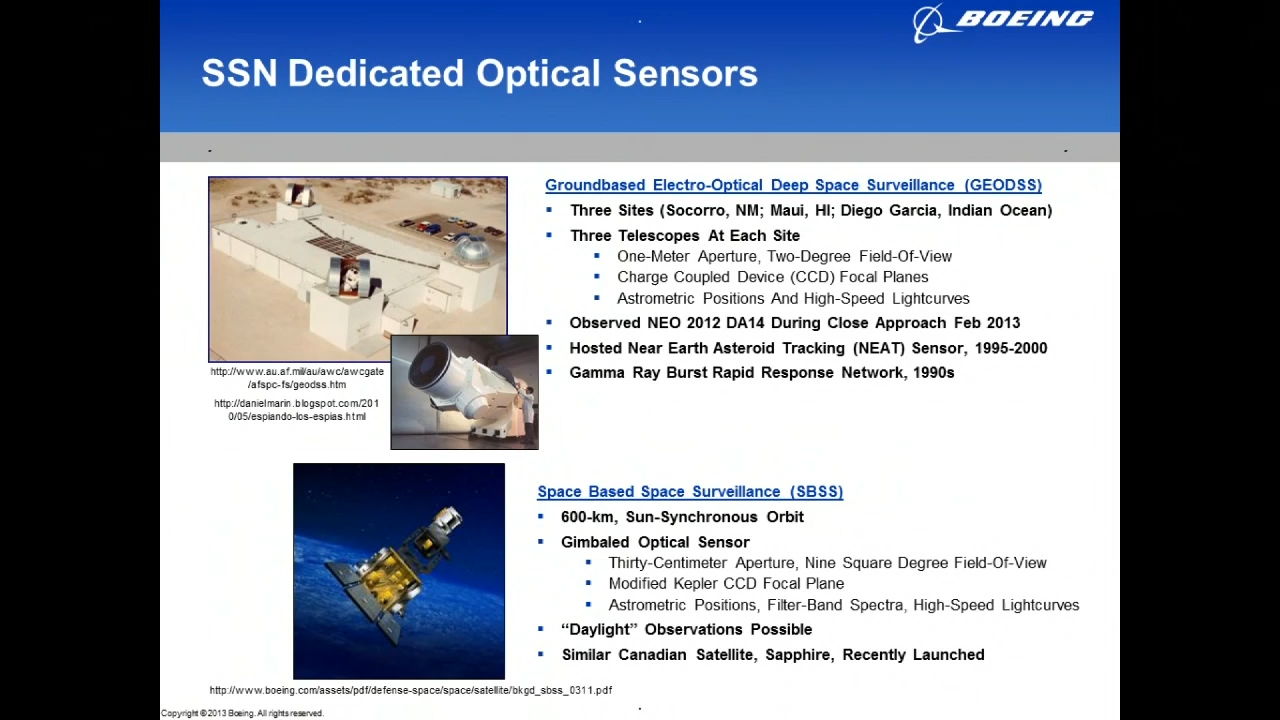 BOEING
SSN Dedicated Optical Sensors
Groundbased Electro-Optical Deep Space Surveillance (GEODSS)
Three Sites (Socorro, NM; Maui, HI; Diego Garcia, Indian Ocean)
Three Telescopes At Each Site
One-Meter Aperture, Two-Degree Field-Of-View
Charge Coupled Device (CCD) Focal Planes
Astrometric Positions And High-Speed Lightcurves
Observed NEO 2012 DA14 During Close Approach Feb 2013
Hosted Near Earth Asteroid Tracking (NEAT) Sensor, 1995-2000
Gamma Ray Burst Rapid Response Network, 1990s
http://www.au.af.mil/au/awc/awcgate
/afspc-fs/geodss.htm
http://danielmarin.blogspot.com/201
0/05/espiando-los-espias.html
Space Based Space Surveillance (SBSS)
600-km, Sun-Synchronous Orbit
Gimbaled Optical Sensor
Thirty-Centimeter Aperture, Nine Square Degree Field-Of-View
Modified Kepler CCD Focal Plane
Astrometric Positions, Filter-Band Spectra, High-Speed Lightcurves
“Daylight” Observations Possible
Similar Canadian Satellite, Sapphire, Recently Launched
http://www.boeing.com/assets/pdf/defense-space/space/satellite/bkgd_sbss_0311.pdf
Copyright © 2013 Boeing. All rights reserved.